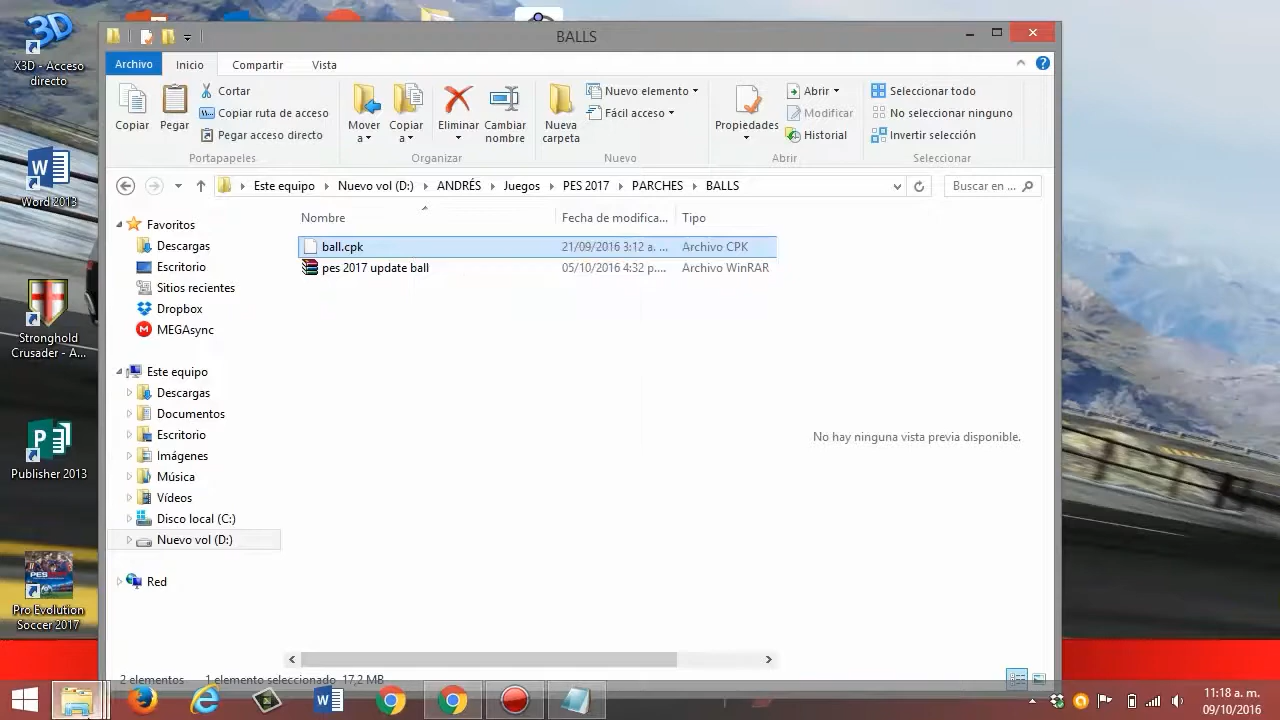 BALLS
Archivo
Inicio
Compartir
Vista
Copiar
Pegar
Cortar
Copiar ruta de acceso
Pegar acceso directo
Portapapeles
Mover a
Copiar a
Eliminar
Cambiar nombre
Organizar
Nueva carpeta
Nuevo elemento
Fácil acceso
Nuevo
Propiedades
Abrir
Modificar
Historial
Abrir
Seleccionar todo
No seleccionar ninguno
Invertir selección
Seleccionar
Este equipo
Nuevo vol (D:)
ANDRÉS
Juegos
PES 2017
PARCHES
BALLS
Buscar en ...
Nombre
Fecha de modifica...
Tipo
ball.cpk
21/09/2016 3:12 a. ...
Archivo CPK
pes 2017 update ball
05/10/2016 4:32 p....
Archivo WinRAR
Favoritos
Descargas
Escritorio
Sitios recientes
Dropbox
MEGAsync
Este equipo
Descargas
Documentos
Escritorio
Imágenes
Música
Vídeos
Disco local (C:)
Nuevo vol (D:)
Red
No hay ninguna vista previa disponible.
2 elementos
1 elemento seleccionado 17,2 MB
X3D - Acceso
directo
Word 2013
Stronghold
Crusader - A...
Publisher 2013
Pro Evolution
Soccer 2017
11:18 a. m.
09/10/2016